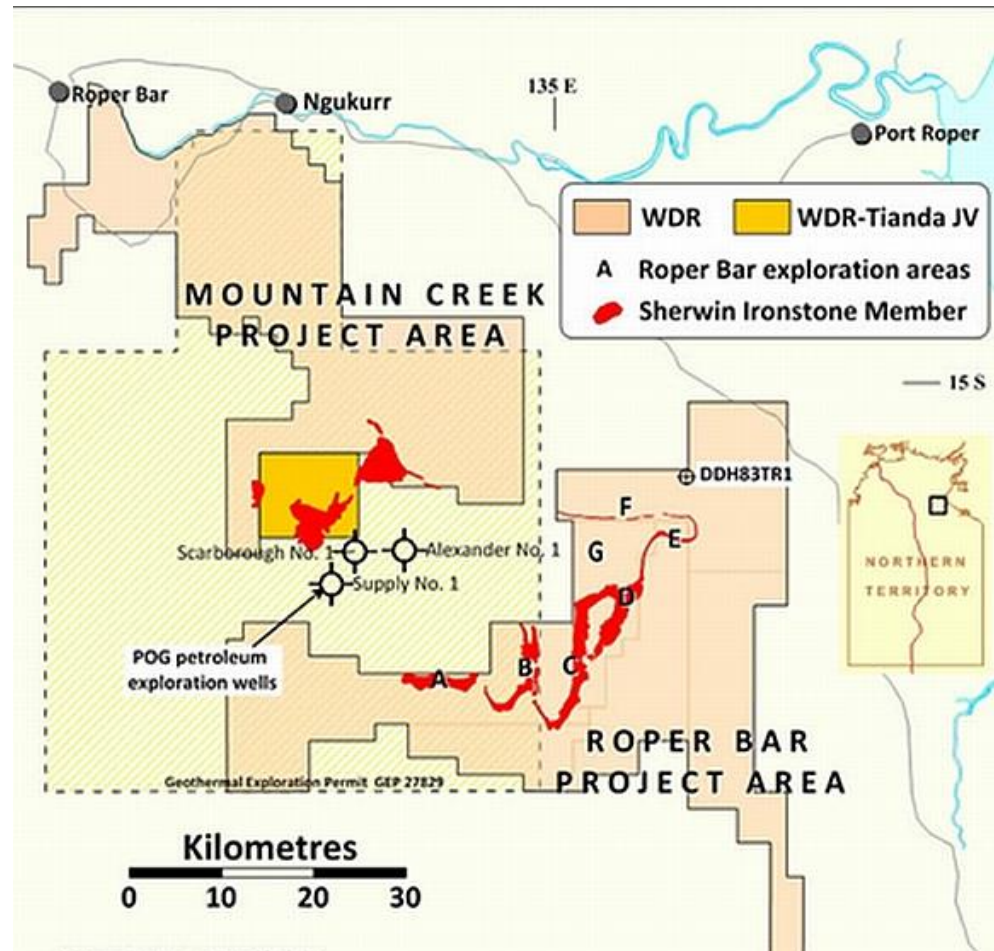 Roper Bar
Ngukurr
135 E
Port Roper
WDR
WDR-Tianda JV
A Roper Bar exploration areas
Sherwin Ironstone Member
MOUNTAIN CREEK
PROJECT AREA
15 S
DDH83TR1
F
E
G
Scarborough No. 1
Alexander No. 1
Supply No. 1
D
NORTHERN
TERRITORY
POG petroleum
exploration wells
A
B
C
ROPER BAR
PROJECT AREA
Geothermal Exploration Permit GEP 27829
Kilometres
0 10 20 30